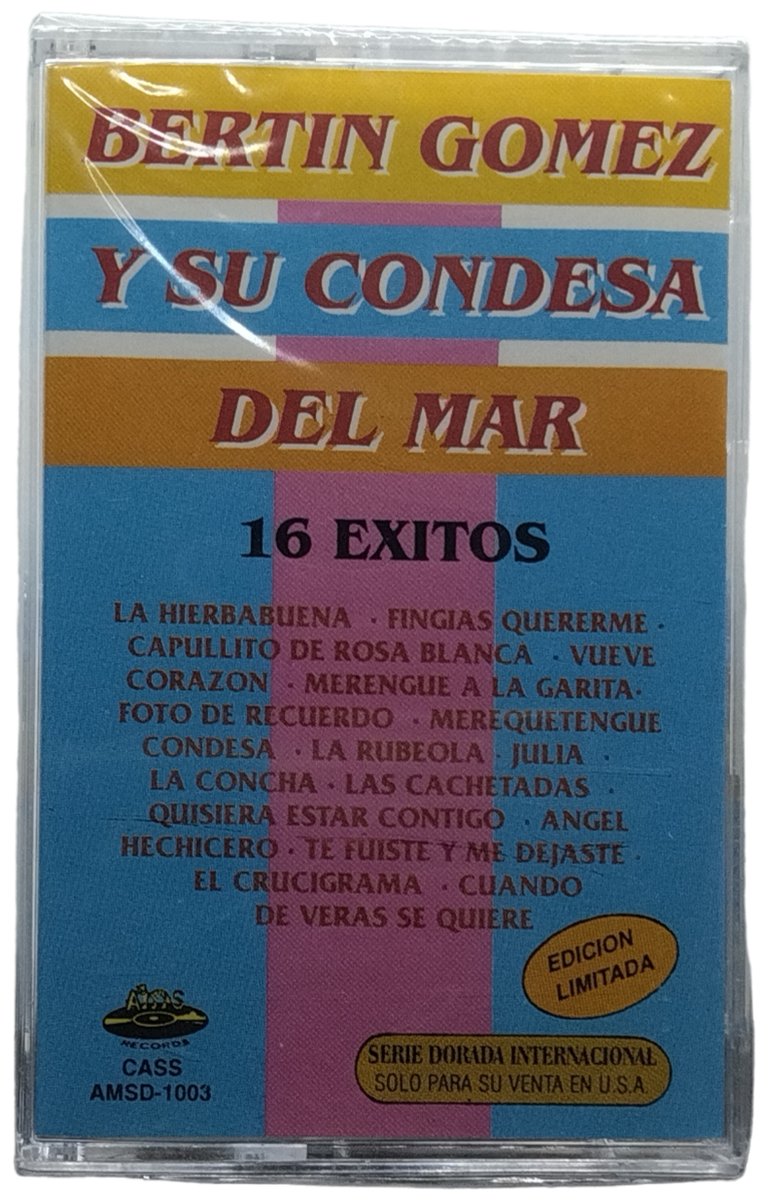 BERTIN GOMEZ
Y SU CONDESA
DEL MAR
16 EXITOS
LA HIERBABUENA · FINGIAS QUERERME ·
CAPULLITO DE ROSA BLANCA · VUEVE
CORAZON · MERENGUE A LA GARITA ·
FOTO DE RECUERDO · MEREQUETENGUE
CONDESA · LA RUBEOLA · JULIA ·
LA CONCHA · LAS CACHETADAS ·
QUISIERA ESTAR CONTIGO · ANGEL
HECHICERO · TE FUISTE Y ME DEJASTE ·
EL CRUCIGRAMA · CUANDO
DE VERAS SE QUIERE
EDICION
LIMITADA
RECORDS
CASS
AMSD-1003
SERIE DORADA INTERNACIONAL
SOLO PARA SU VENTA EN U.S.A.